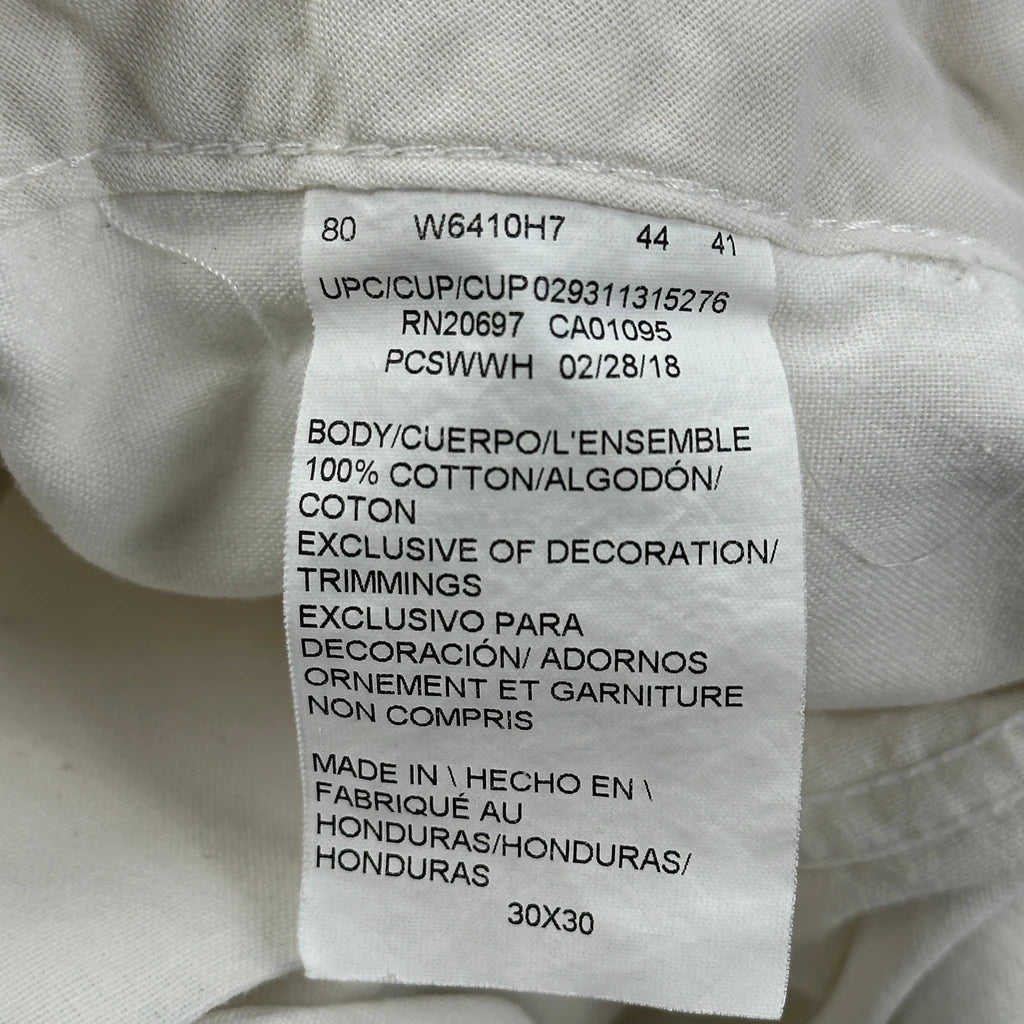 80 W6410H7 44 41
UPC/CUP/CUP 029311315276
RN20697 CA01095
PCSWWH 02/28/18
BODY/CUERPO/L'ENSEMBLE
100% COTTON/ALGODÓN/
COTON
EXCLUSIVE OF DECORATION/
TRIMMINGS
EXCLUSIVO PARA
DECORACIÓN/ ADORNOS
ORNEMENT ET GARNITURE
NON COMPRIS
MADE IN \ HECHO EN \
FABRIQUÉ AU
HONDURAS/HONDURAS/
HONDURAS
30X30